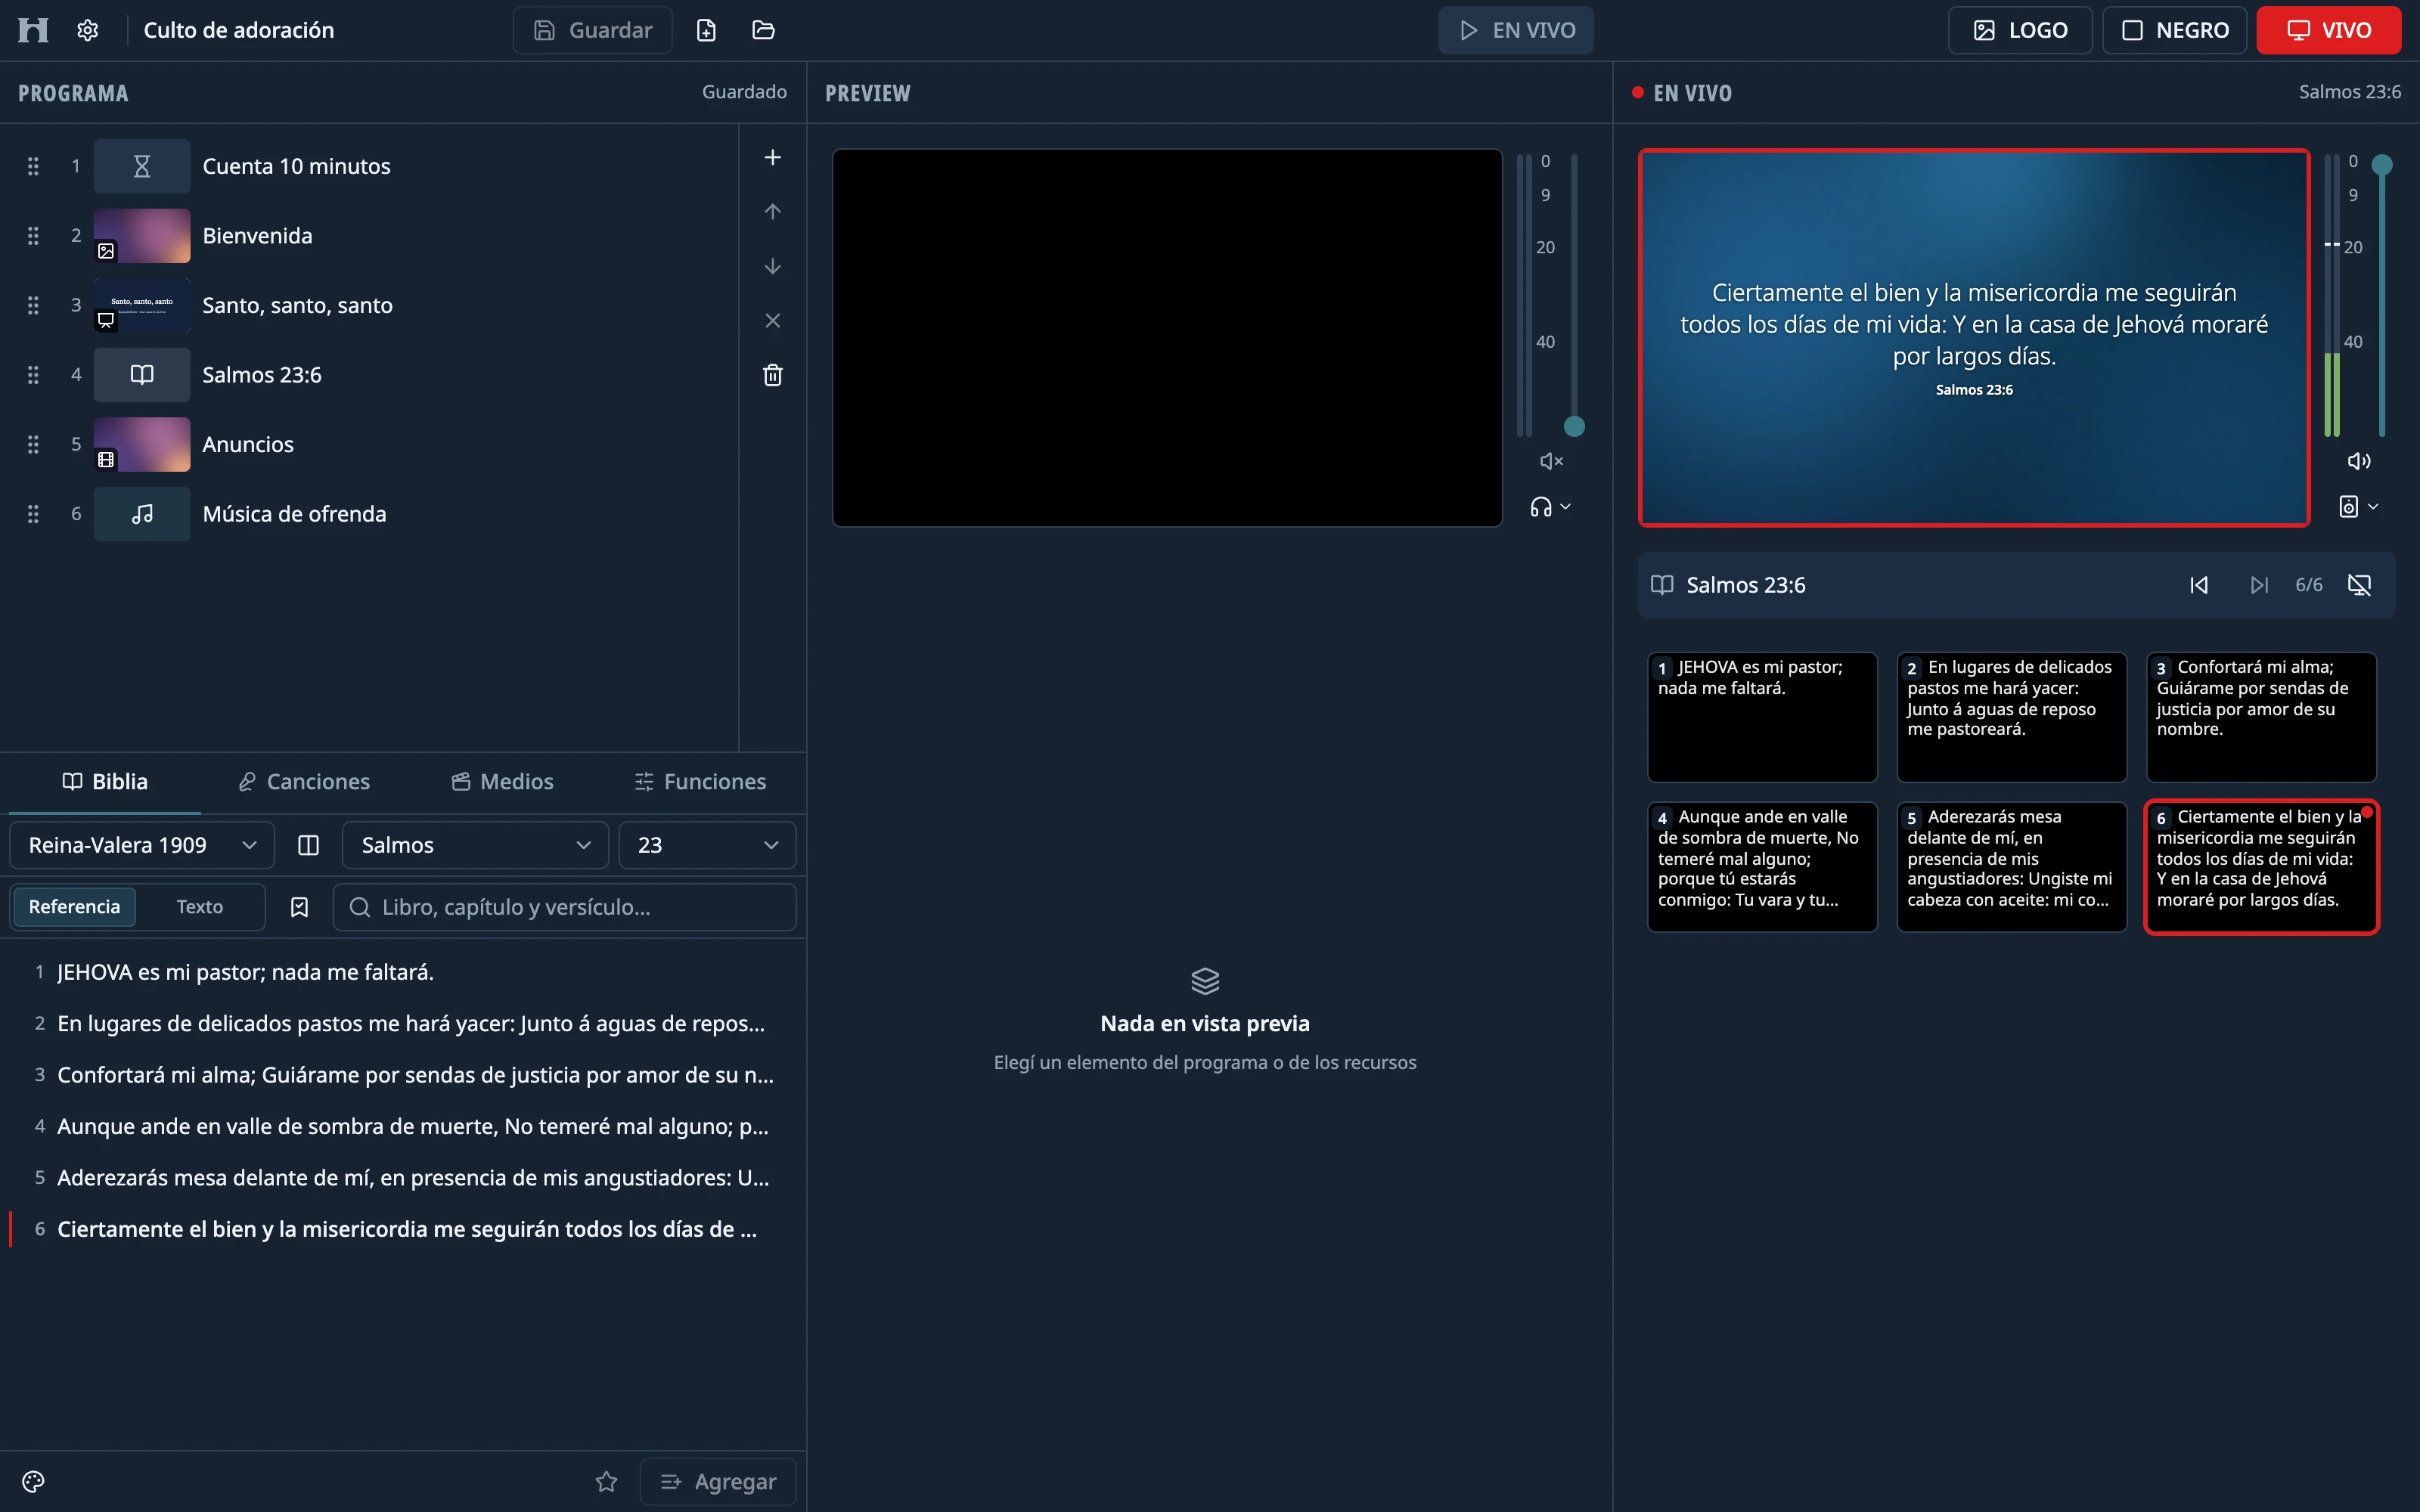 Culto de adoración
Guardar
EN VIVO
LOGO
NEGRO
VIVO
PROGRAMA
Guardado
1 Cuenta 10 minutos
2 Bienvenida
Santo, santo, santo
3 Santo, santo, santo
4 Salmos 23:6
5 Anuncios
6 Música de ofrenda
Biblia
Canciones
Medios
Funciones
Reina-Valera 1909
Salmos
23
Referencia
Texto
Libro, capítulo y versículo...
1 JEHOVA es mi pastor; nada me faltará.
2 En lugares de delicados pastos me hará yacer: Junto á aguas de repos...
3 Confortará mi alma; Guiárame por sendas de justicia por amor de su n...
4 Aunque ande en valle de sombra de muerte, No temeré mal alguno; p...
5 Aderezarás mesa delante de mí, en presencia de mis angustiadores: U...
6 Ciertamente el bien y la misericordia me seguirán todos los días de ...
Agregar
PREVIEW
0
9
20
40
Nada en vista previa
Elegí un elemento del programa o de los recursos
EN VIVO
Salmos 23:6
Ciertamente el bien y la misericordia me seguirán
todos los días de mi vida: Y en la casa de Jehová moraré
por largos días.
Salmos 23:6
0
9
20
40
Salmos 23:6
6/6
1 JEHOVA es mi pastor;
nada me faltará.
2 En lugares de delicados
pastos me hará yacer:
Junto á aguas de reposo
me pastoreará.
3 Confortará mi alma;
Guiárame por sendas de
justicia por amor de su
nombre.
4 Aunque ande en valle
de sombra de muerte, No
temeré mal alguno;
porque tú estarás
conmigo: Tu vara y tu...
5 Aderezarás mesa
delante de mí, en
presencia de mis
angustiadores: Ungiste mi
cabeza con aceite: mi co...
6 Ciertamente el bien y la
misericordia me seguirán
todos los días de mi vida:
Y en la casa de Jehová
moraré por largos días.